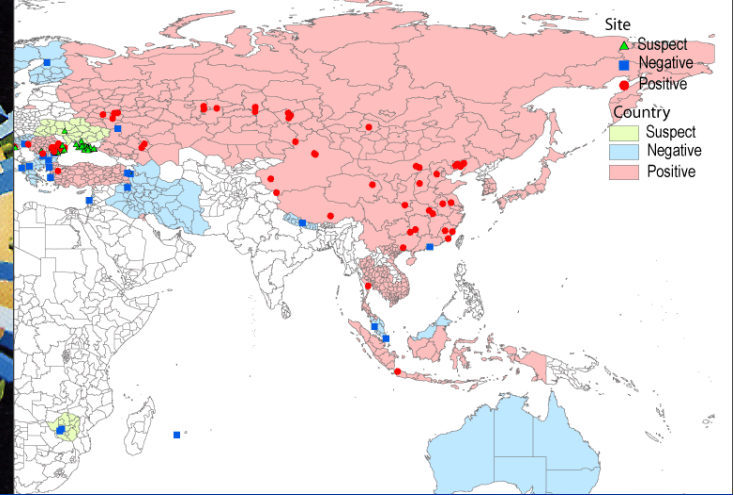 Site
Suspect
Negative
Positive
Country
Suspect
Negative
Positive